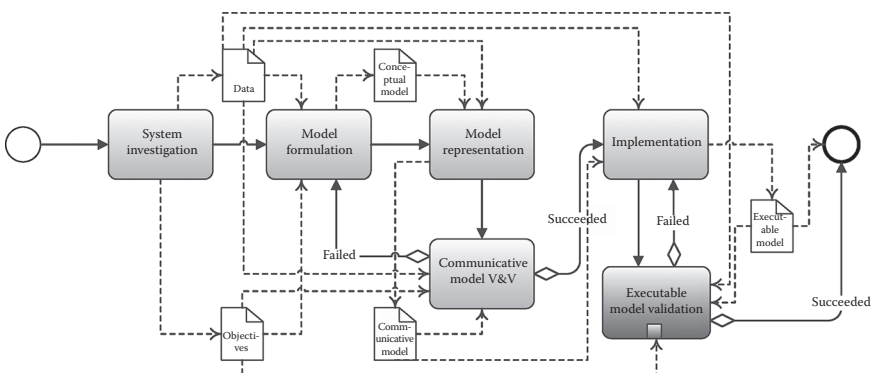 Data
Conce-
ptual
model
System
investigation
Model
formulation
Model
representation
Implementation
Succeeded
Failed
Execut-
able
model
Failed
Communicative
model V&V
Executable
model validation
Succeeded
Objecti-
ves
Comm-
unicative
model